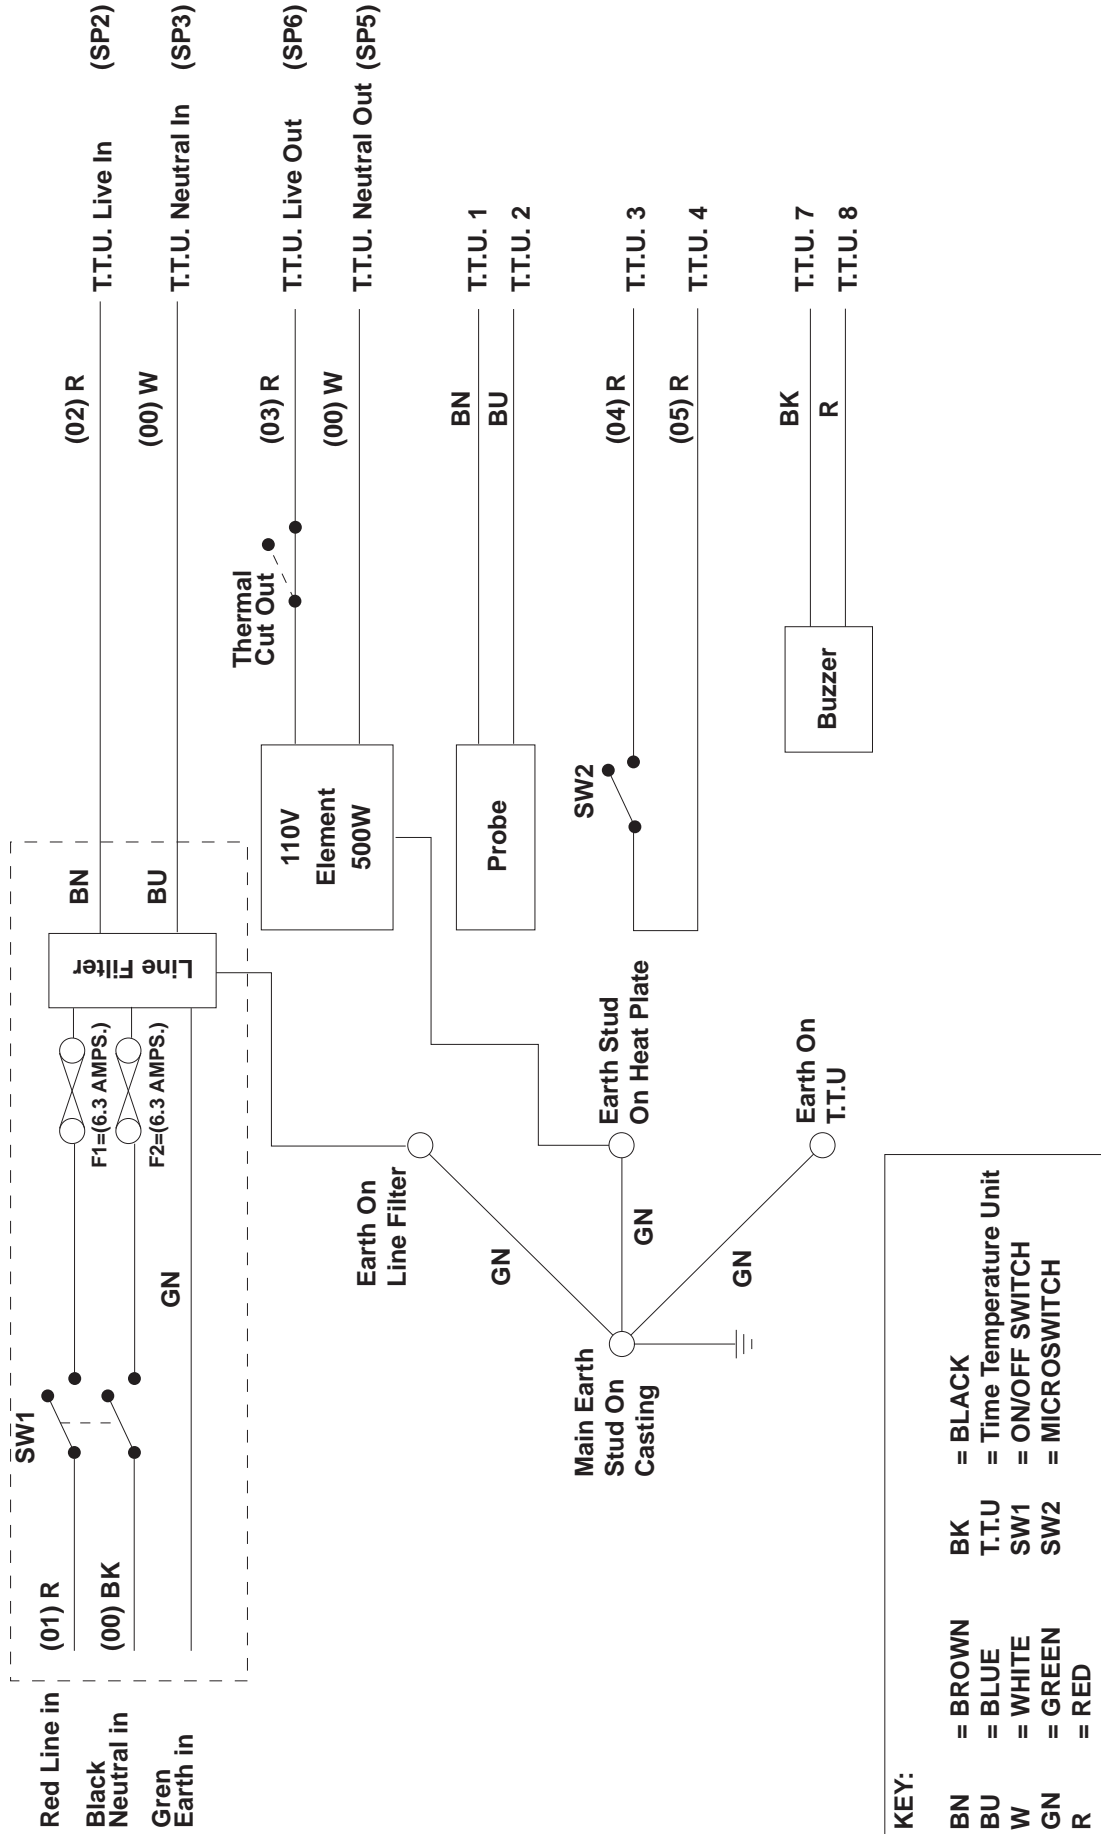 Red Line in
Black
Neutral in
Gren
Earth in
(01) R
(00) BK
SW1
GN
F1=(6.3 AMPS.)
F2=(6.3 AMPS.)
Line Filter
BN
BU
(02) R
(00) W
T.T.U. Live In (SP2)
T.T.U. Neutral In (SP3)
110V
Element
500W
Thermal
Cut Out
(03) R
(00) W
T.T.U. Live Out (SP6)
T.T.U. Neutral Out (SP5)
Probe
BN
BU
T.T.U. 1
T.T.U. 2
SW2
(04) R
(05) R
T.T.U. 3
T.T.U. 4
Buzzer
BK
R
T.T.U. 7
T.T.U. 8
Earth On
Line Filter
GN
Main Earth
Stud On
Casting
GN
Earth Stud
On Heat Plate
GN
Earth On
T.T.U
KEY:
BN = BROWN BK = BLACK
BU = BLUE T.T.U = Time Temperature Unit
W = WHITE SW1 = ON/OFF SWITCH
GN = GREEN SW2 = MICROSWITCH
R = RED